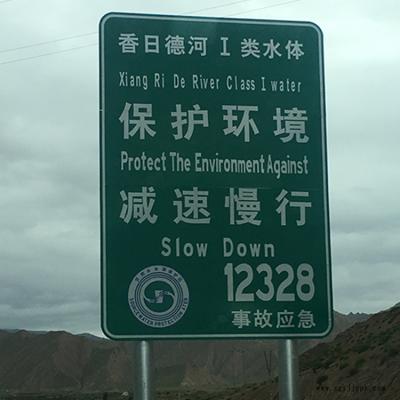 香日德河 I 类水体
Xiang Ri De River Class I water
保护环境
Protect The Environment Against
减速慢行
Slow Down
12328
事故应急